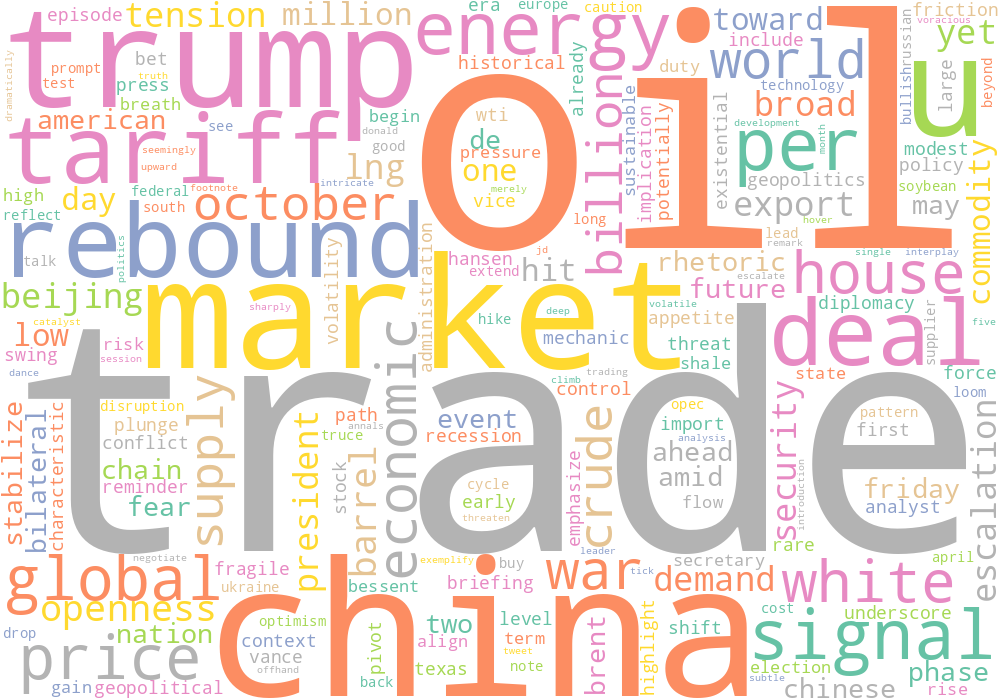 episode
tension
million
era
europe
caution
toward
friction
voracious
trump
energy
oil
world
include
yet
dramatically
prompt
test
truth
bet
press
breath
american
historical
already
billion
duty
technology
broad
bullish
russian
large
u
beyond
tariff
begin
donald
good
wti
de
pressure
one
vice
sustainable
implication
potentially
existential
development
per
month
geopolitics
export
modest
policy
soybean
may
commodity
seemingly
upward
lng
high
day
federal
footnote
intricate
reflect
south
october
see
long
lead
remark
hover
rebound
politics
talk
volatility
administration
hansen
extend
hit
jd
rhetoric
future
house
single
interplay
escalate
diplomacy
supplier
five
beijing
market
sharply
hike
deep
mechanic
volatile
appetite
threat
shale
deal
low
catalyst
swing
risk
session
dance
economic
climb
trading
control
state
force
loom
trade
stabilize
bilateral
characteristic
disruption
plunge
conflict
chain
reminder
fear
supply
president
path
truce
annals
stock
barrel
event
recession
cycle
early
threaten
emphasize
crude
opec
import
analysis
ahead
amid
flow
security
introduction
pattern
first
friday
analyst
escalation
global
negotiate
fragile
ukraine
exemplify
leader
tick
buy
bessent
briefing
war
secretary
demand
rare
april
white
openness
china
drop
nation
optimism
context
vance
offhand
pivot
back
align
texas
two
level
term
note
tweet
brent
highlight
shift
cost
underscore
signal
election
subtle
phase
price
gain
geopolitical
chinese
rise